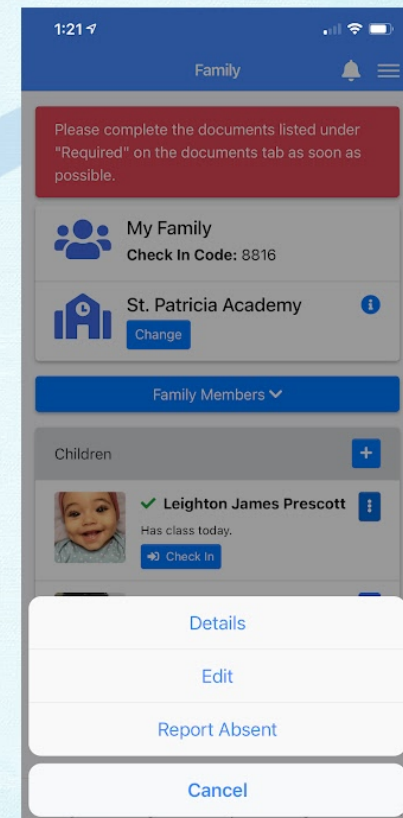 1:21
Family
Please complete the documents listed under
"Required" on the documents tab as soon as
possible.
My Family
Check In Code: 8816
St. Patricia Academy
Change
Family Members
Children
+
Leighton James Prescott
Has class today.
Check In
Details
Edit
Report Absent
Cancel